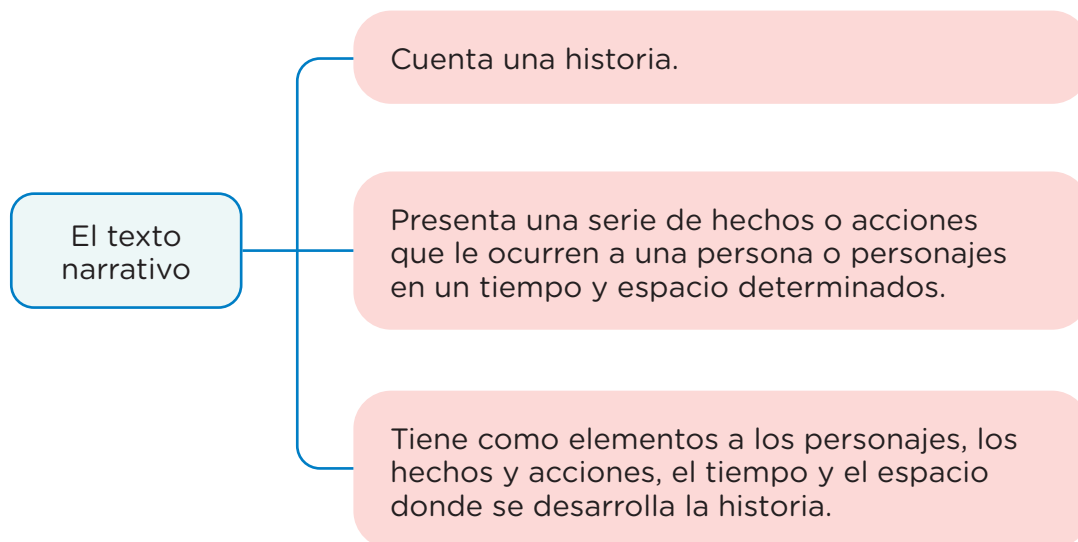 Cuenta una historia.
El texto
narrativo
Presenta una serie de hechos o acciones
que le ocurren a una persona o personajes
en un tiempo y espacio determinados.
Tiene como elementos a los personajes, los
hechos y acciones, el tiempo y el espacio
donde se desarrolla la historia.